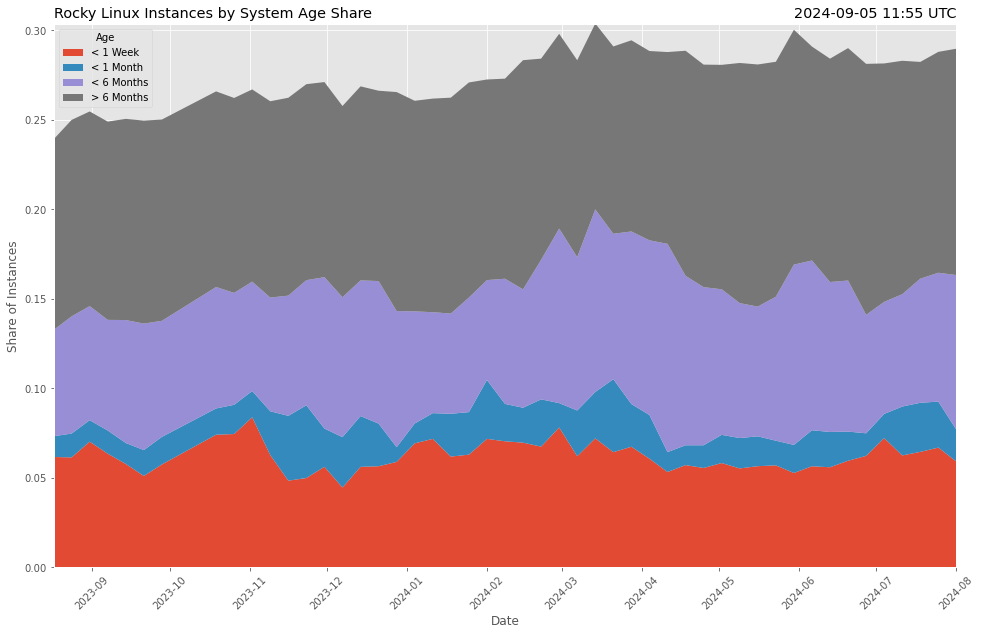 Rocky Linux Instances by System Age Share
2024-09-05 11:55 UTC
Age
< 1 Week
< 1 Month
< 6 Months
> 6 Months
0.30
0.25
0.20
0.15
0.10
0.05
0.00
Share of Instances
2023-09
2023-10
2023-11
2023-12
2024-01
2024-02
2024-03
2024-04
2024-05
2024-06
2024-07
2024-08
Date